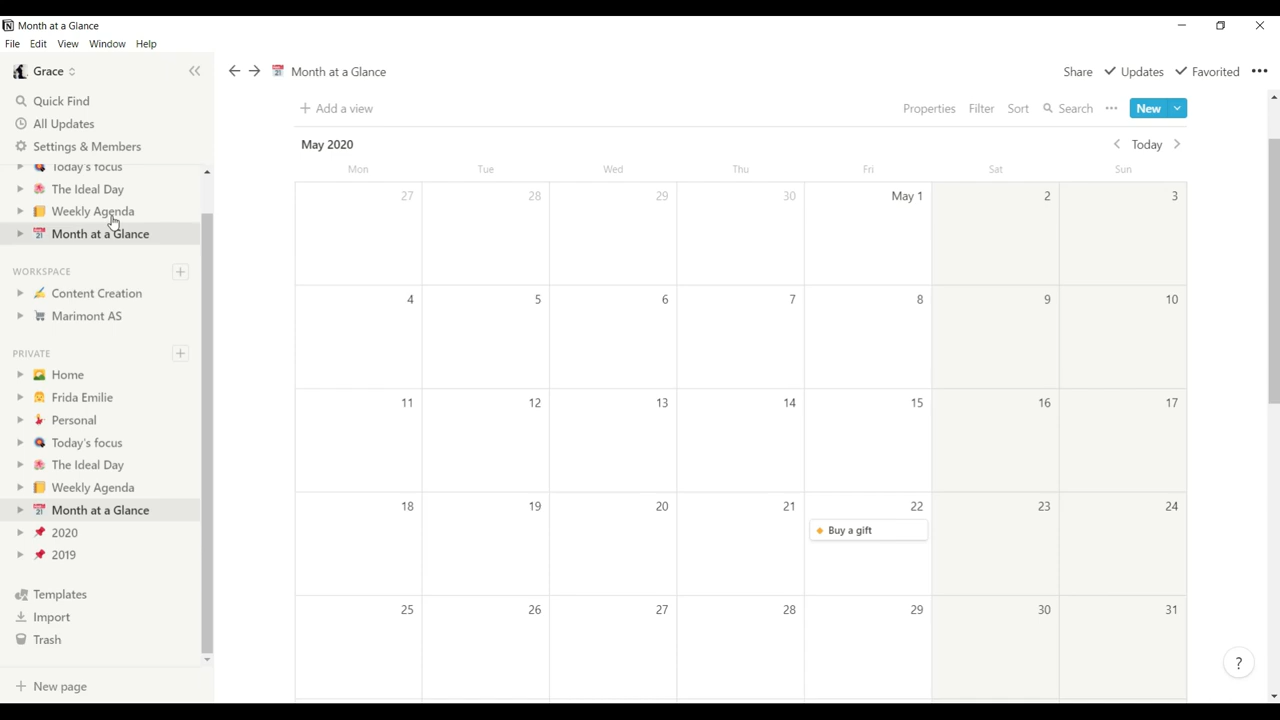 Month at a Glance
File Edit View Window Help
Grace
Month at a Glance
Share Updates Favorited
Quick Find
All Updates
Settings & Members
Today's focus
The Ideal Day
Weekly Agenda
Month at a Glance
WORKSPACE
Content Creation
Marimont AS
PRIVATE
Home
Frida Emilie
Personal
Today's focus
The Ideal Day
Weekly Agenda
Month at a Glance
2020
2019
Templates
Import
Trash
+ New page
+ Add a view
Properties Filter Sort Search ••• New
May 2020
Today
Mon Tue Wed Thu Fri Sat Sun
27 28 29 30 May 1 2 3
4 5 6 7 8 9 10
11 12 13 14 15 16 17
18 19 20 21 22 23 24
Buy a gift
25 26 27 28 29 30 31
?